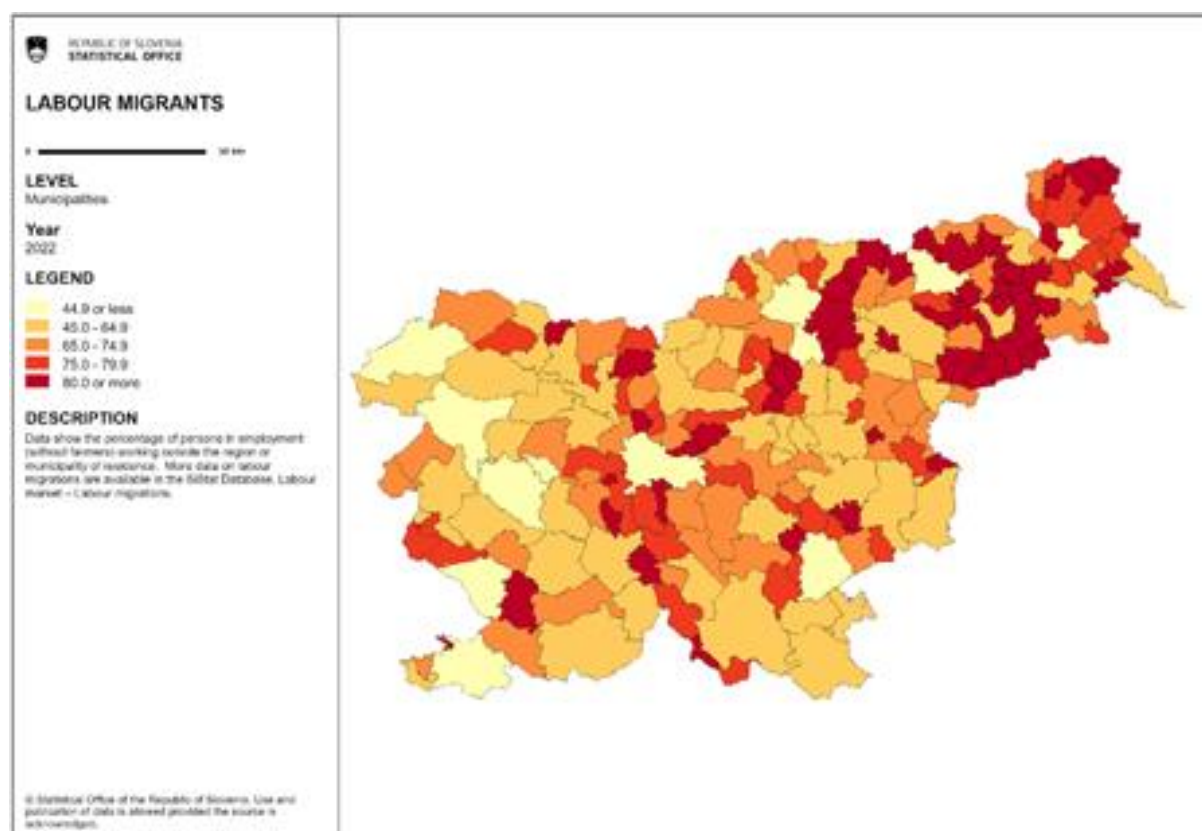 REPUBLIC OF SLOVENIA
STATISTICAL OFFICE
LABOUR MIGRANTS
0 km
LEVEL
Municipalities
Year
2022
LEGEND
44.9 or less
45.0 - 64.9
65.0 - 74.9
75.0 - 79.9
80.0 or more
DESCRIPTION
Data show the percentage of persons in employment
(without farmers) working outside the region or
municipality of residence. More data on labour
migrations are available in the SiStat Database, Labour
market – Labour migrations.
© Statistical Office of the Republic of Slovenia. Use and
publication of data is allowed provided the source is
acknowledged.